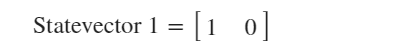 Statevector 1 = [1 0]